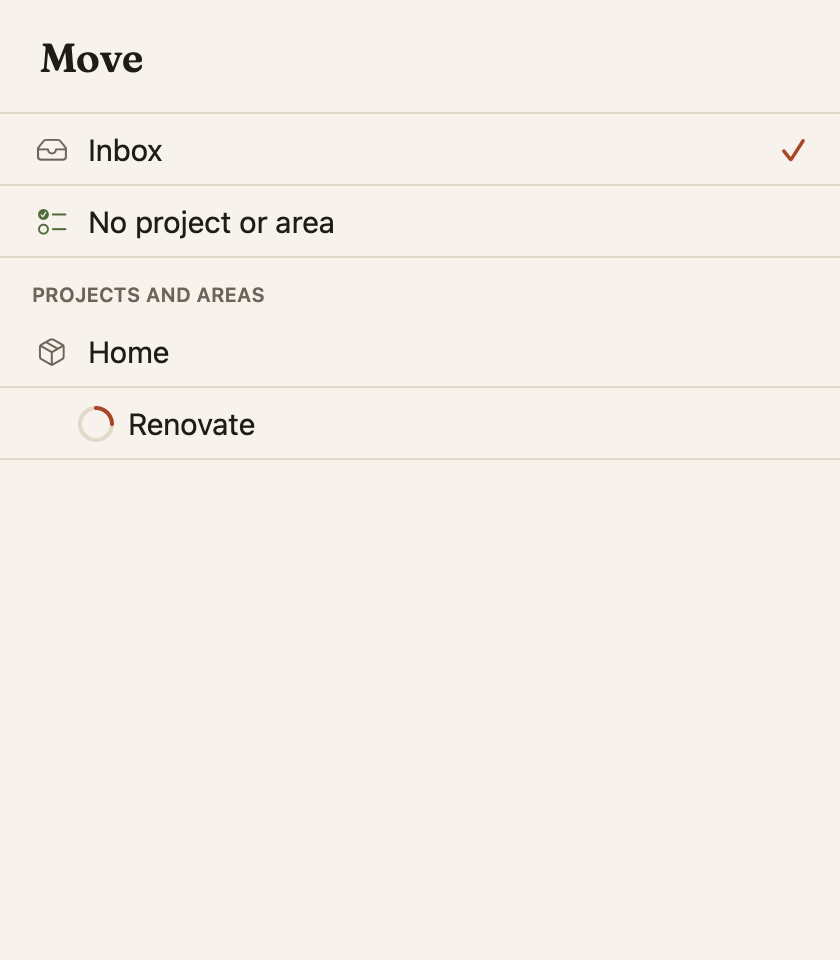 Move
Inbox
No project or area
PROJECTS AND AREAS
Home
Renovate